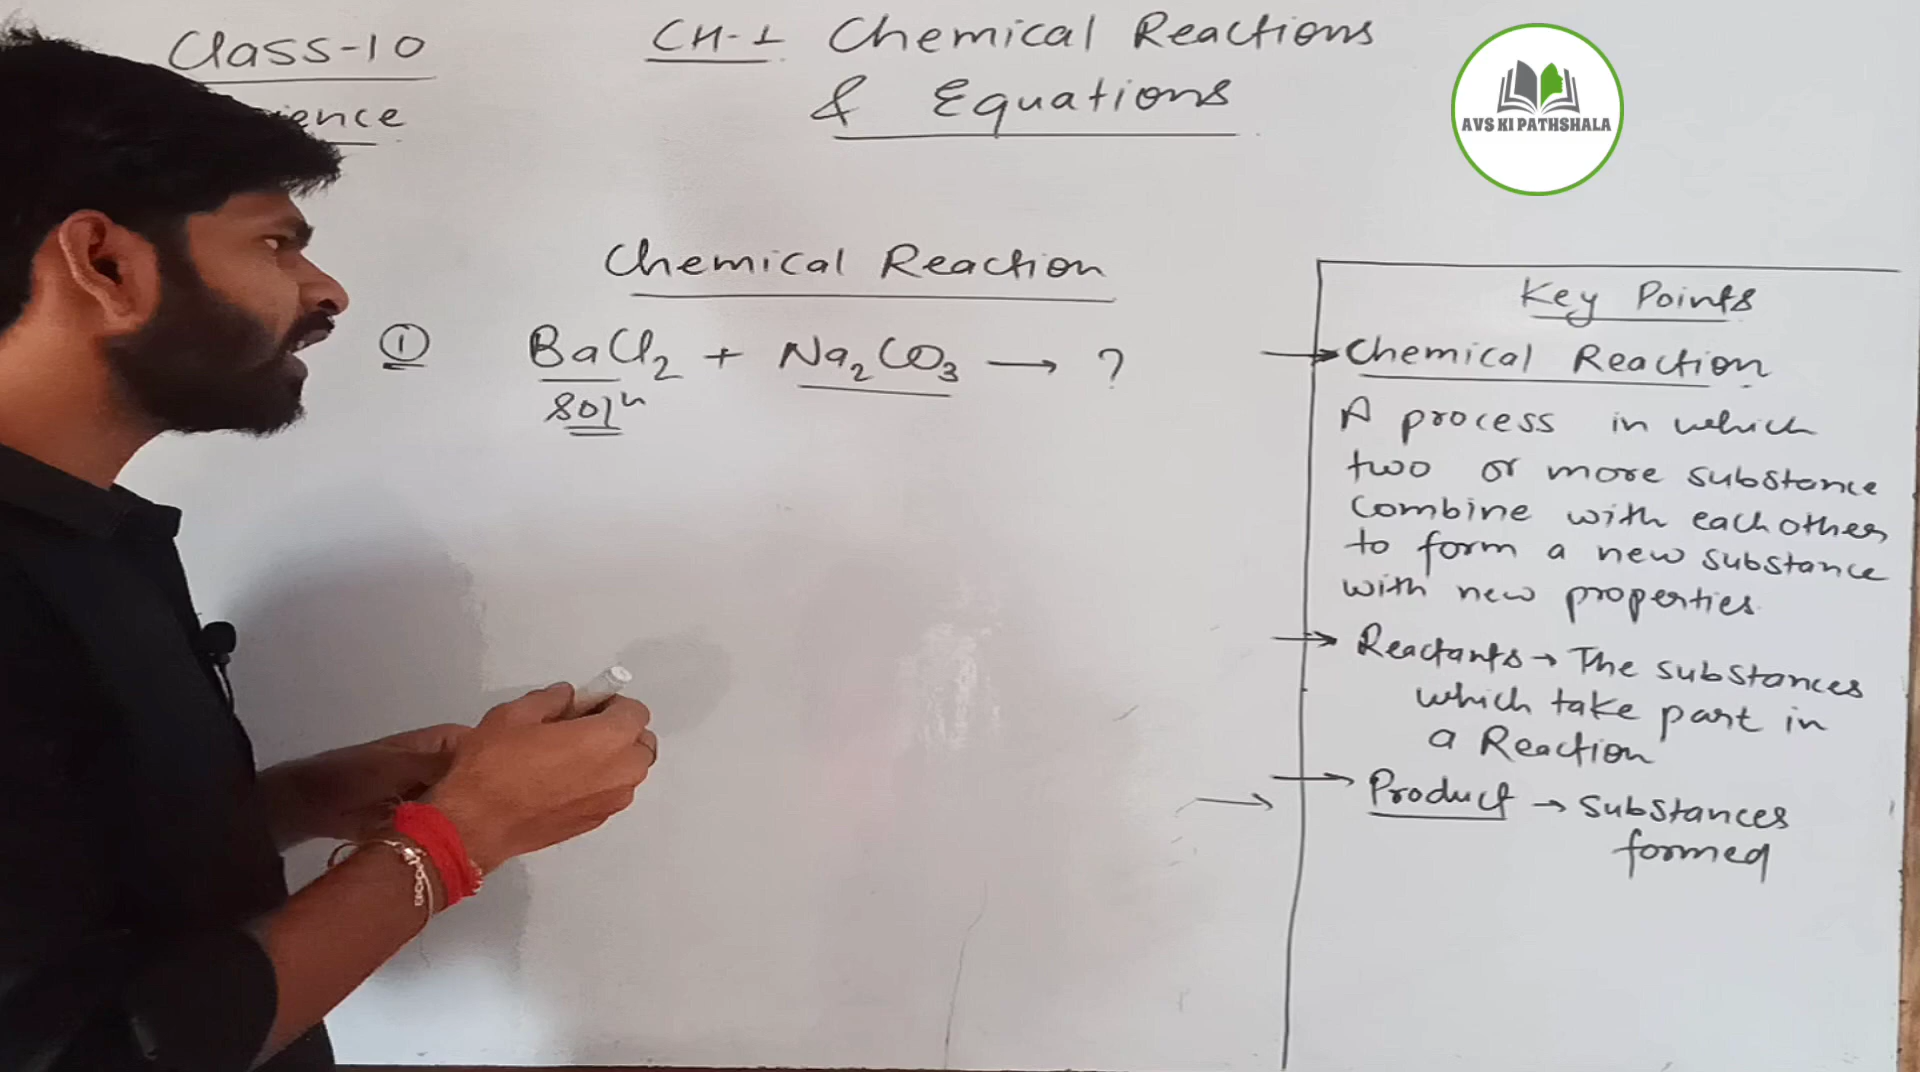 Class-10
CH-1 Chemical Reactions
& Equations
ience
AVS KI PATHSHALA
Chemical Reaction
① BaCl₂ + Na₂CO₃ → ?
Solⁿ
Key Points
→ Chemical Reaction
A process in which
two or more substance
combine with each other
to form a new substance
with new properties.
→ Reactants → The substances
which take part in
a Reaction
→ Product → Substances
formed